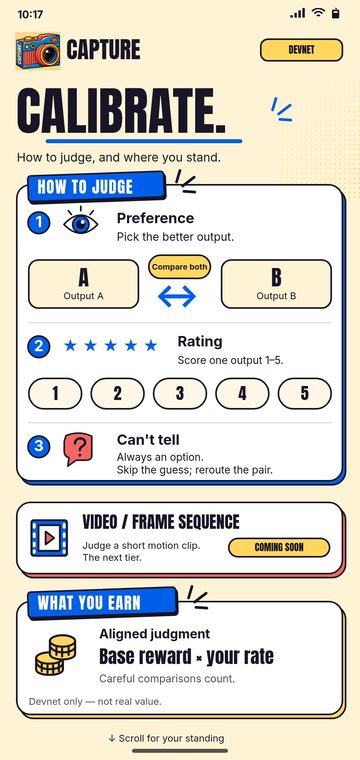 10:17
CAPTURE
DEVNET
CALIBRATE.
How to judge, and where you stand.
HOW TO JUDGE
1
Preference
Pick the better output.
A
Output A
Compare both
B
Output B
2
Rating
Score one output 1–5.
1 2 3 4 5
3
?
Can't tell
Always an option.
Skip the guess; reroute the pair.
VIDEO / FRAME SEQUENCE
Judge a short motion clip.
The next tier.
COMING SOON
WHAT YOU EARN
Aligned judgment
Base reward × your rate
Careful comparisons count.
Devnet only — not real value.
↓ Scroll for your standing